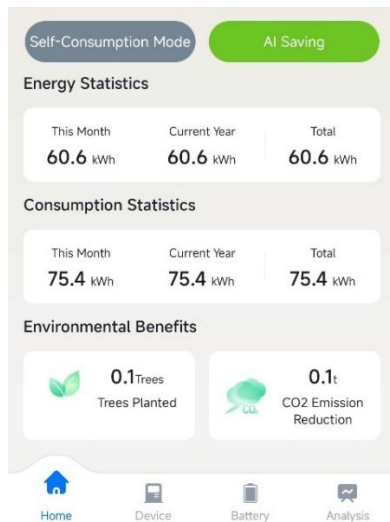 Self-Consumption Mode AI Saving
Energy Statistics
This Month Current Year Total
60.6 kWh 60.6 kWh 60.6 kWh
Consumption Statistics
This Month Current Year Total
75.4 kWh 75.4 kWh 75.4 kWh
Environmental Benefits
0.1Trees 0.1t
Trees Planted CO2 Emission
Reduction
CO₂
Home Device Battery Analysis